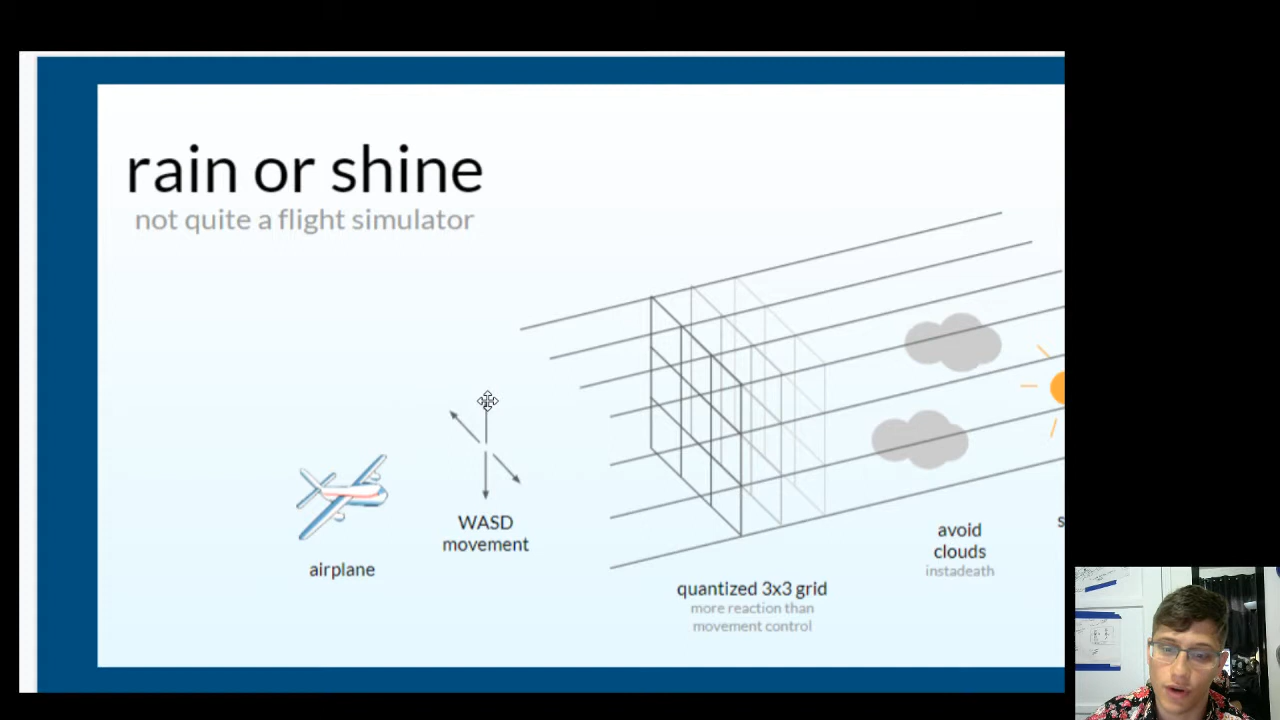 rain or shine
not quite a flight simulator
WASD
movement
airplane
avoid
clouds
instadeath
quantized 3x3 grid
more reaction than
movement control